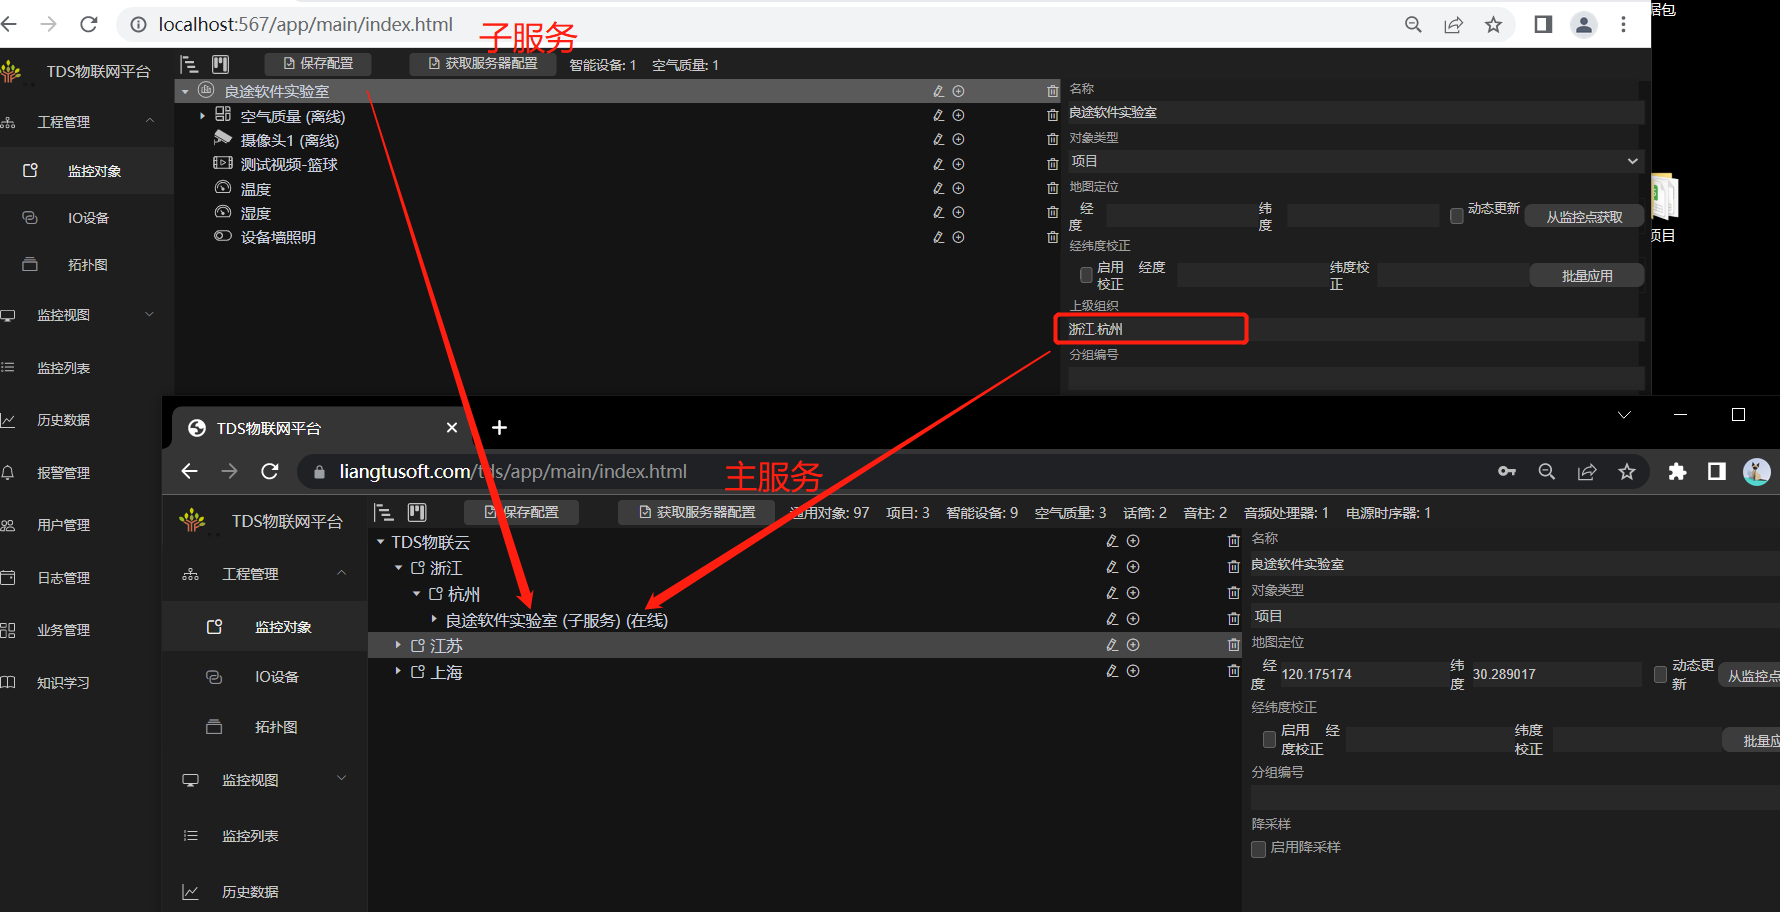 localhost:567/app/main/index.html
子服务
居包
TDS物联网平台
保存配置
获取服务器配置
智能设备: 1
空气质量: 1
工程管理
监控对象
IO设备
拓扑图
监控视图
监控列表
历史数据
报警管理
用户管理
日志管理
业务管理
知识学习
良途软件实验室
空气质量 (离线)
摄像头1 (离线)
测试视频-篮球
温度
湿度
设备墙照明
名称
良途软件实验室
对象类型
项目
地图定位
经度
纬度
动态更新
从监控点获取
经纬度校正
启用校正
经度
纬度校正
批量应用
上级组织
浙江.杭州
分组编号
项目
TDS物联网平台
liangtusoft.com/tds/app/main/index.html
主服务
TDS物联网平台
保存配置
获取服务器配置
通用对象: 97
项目: 3
智能设备: 9
空气质量: 3
话筒: 2
音柱: 2
音频处理器: 1
电源时序器: 1
工程管理
监控对象
IO设备
拓扑图
监控视图
监控列表
历史数据
TDS物联云
浙江
杭州
良途软件实验室 (子服务) (在线)
江苏
上海
名称
良途软件实验室
对象类型
项目
地图定位
经度
120.175174
纬度
30.289017
动态更新
从监控点
经纬度校正
启用 经度校正
纬度校正
批量应
分组编号
降采样
启用降采样